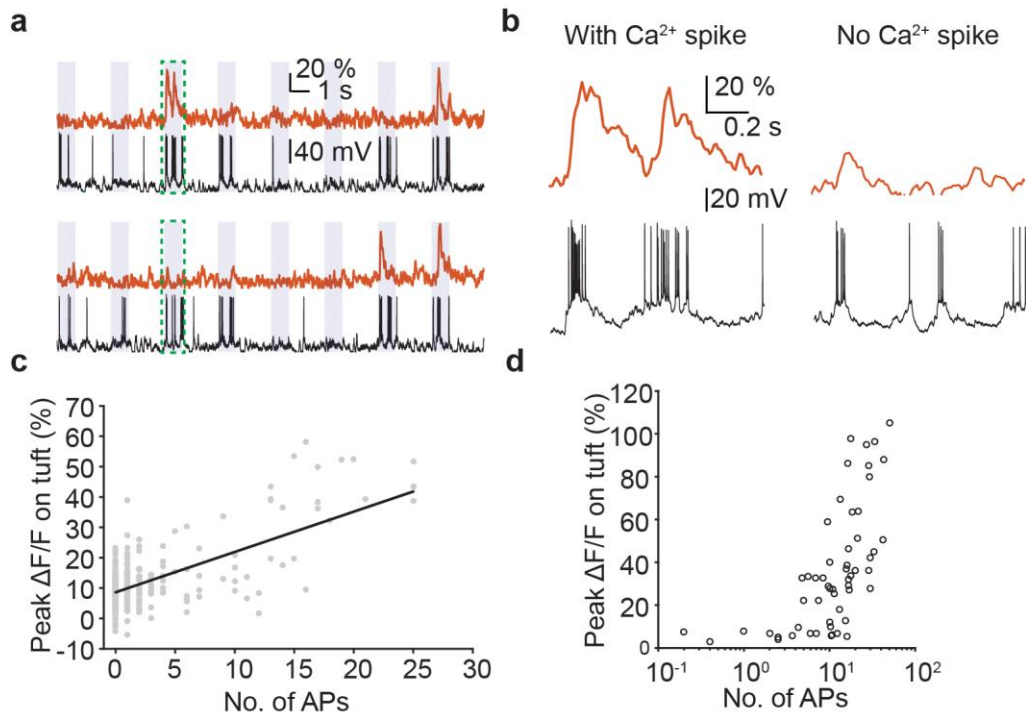 a
20 %
1 s
40 mV
b
With Ca²⁺ spike
No Ca²⁺ spike
20 %
0.2 s
20 mV
c
Peak ΔF/F on tuft (%)
70
60
50
40
30
20
10
0
-10
0 5 10 15 20 25 30
No. of APs
d
Peak ΔF/F on tuft (%)
120
100
80
60
40
20
0
10⁻¹ 10⁰ 10¹ 10²
No. of APs